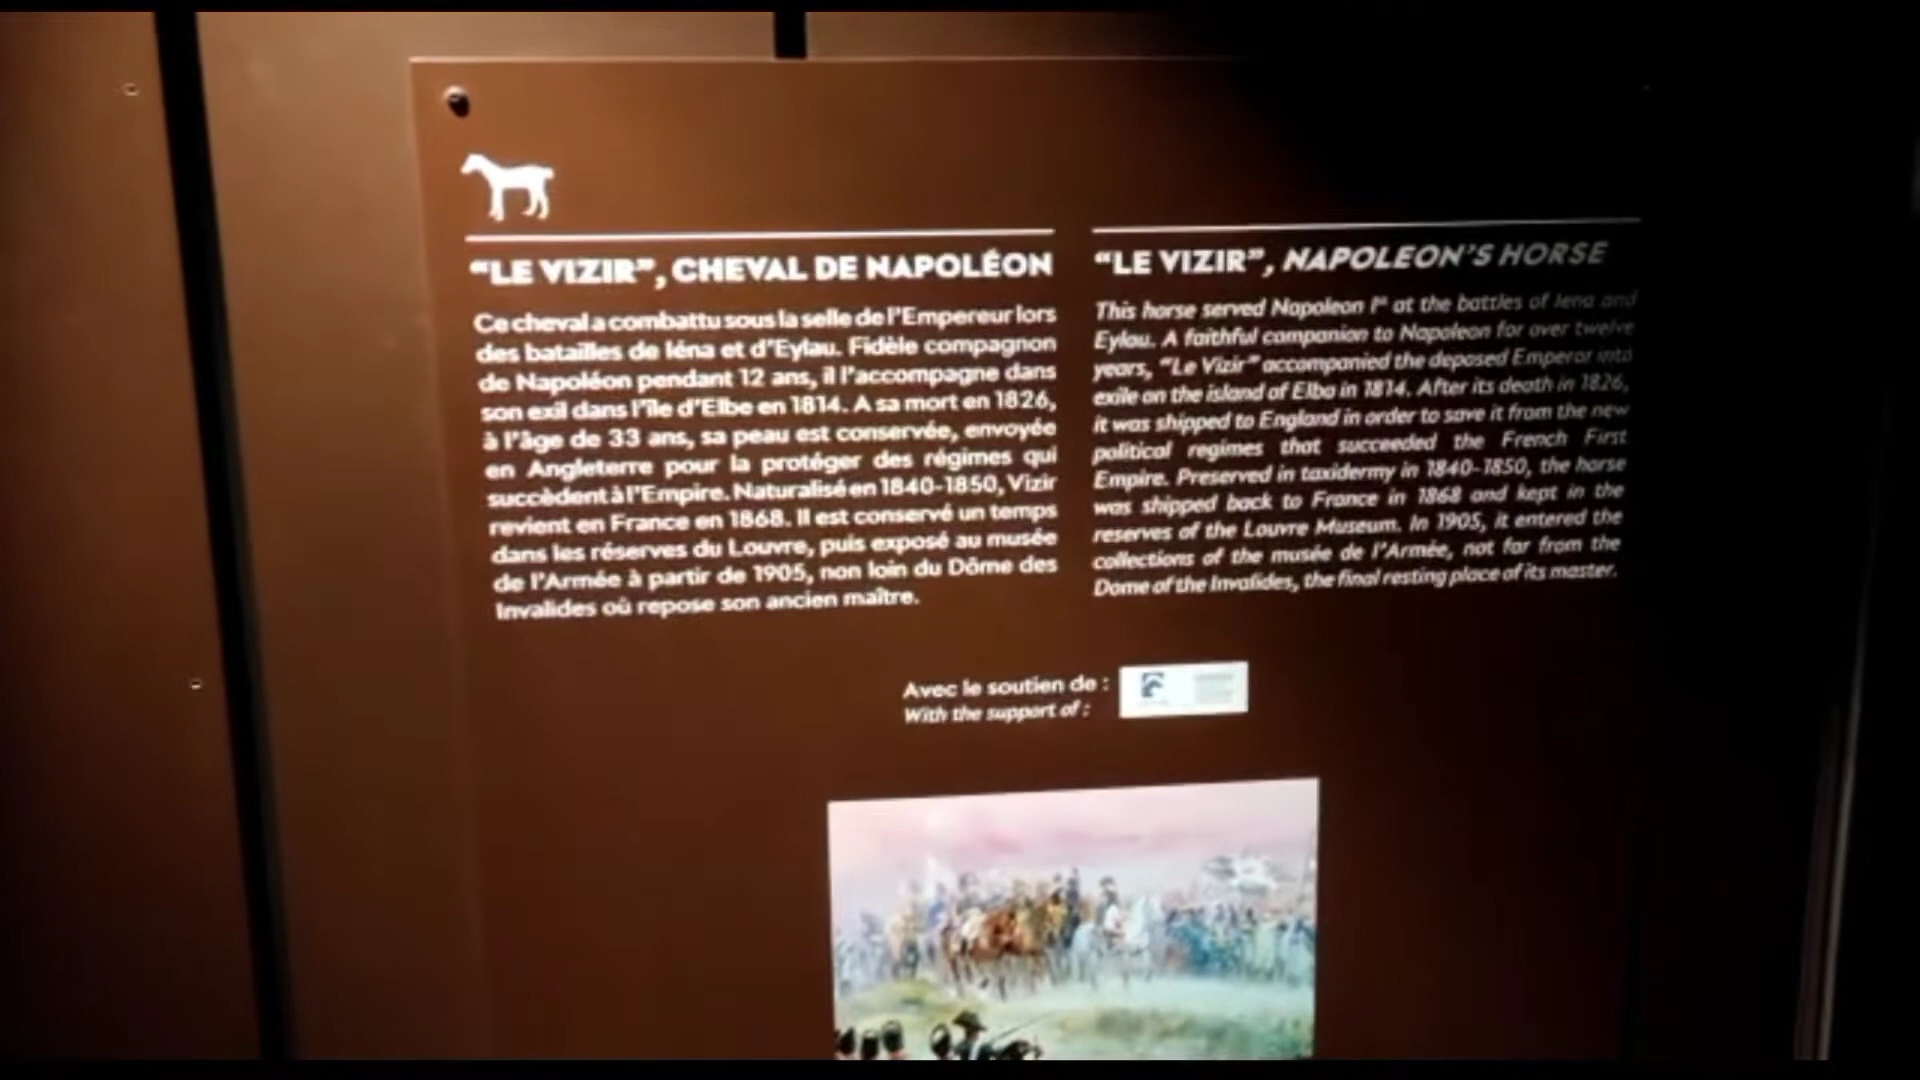 “LE VIZIR”, CHEVAL DE NAPOLÉON
Ce cheval a combattu sous la selle de l’Empereur lors
des batailles de Iéna et d’Eylau. Fidèle compagnon
de Napoléon pendant 12 ans, il l’accompagne dans
son exil dans l’île d’Elbe en 1814. A sa mort en 1826,
à l’âge de 33 ans, sa peau est conservée, envoyée
en Angleterre pour la protéger des régimes qui
succèdent à l’Empire. Naturalisé en 1840-1850, Vizir
revient en France en 1868. Il est conservé un temps
dans les réserves du Louvre, puis exposé au musée
de l’Armée à partir de 1905, non loin du Dôme des
Invalides où repose son ancien maître.
“LE VIZIR”, NAPOLEON’S HORSE
This horse served Napoleon Iᵉʳ at the battles of Iena and
Eylau. A faithful companion to Napoleon for over twelve
years, “Le Vizir” accompanied the deposed Emperor into
exile on the island of Elba in 1814. After its death in 1826,
it was shipped to England in order to save it from the new
political regimes that succeeded the French First
Empire. Preserved in taxidermy in 1840-1850, the horse
was shipped back to France in 1868 and kept in the
reserves of the Louvre Museum. In 1905, it entered the
collections of the musée de l’Armée, not far from the
Dome of the Invalides, the final resting place of its master.
Avec le soutien de :
With the support of :